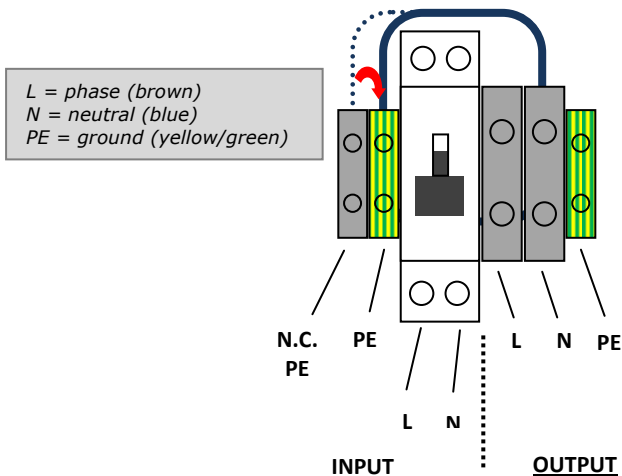 L = phase (brown)
N = neutral (blue)
PE = ground (yellow/green)
N.C.
PE
PE
L
N
PE
L
N
INPUT
OUTPUT